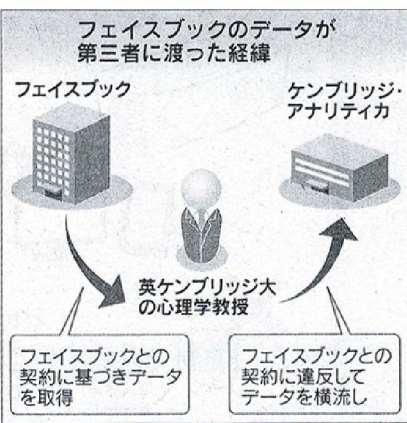 フェイスブックのデータが
第三者に渡った経緯
フェイスブック
ケンブリッジ・
アナリティカ
英ケンブリッジ大
の心理学教授
フェイスブックとの
契約に基づきデータ
を取得
フェイスブックとの
契約に違反して
データを横流し